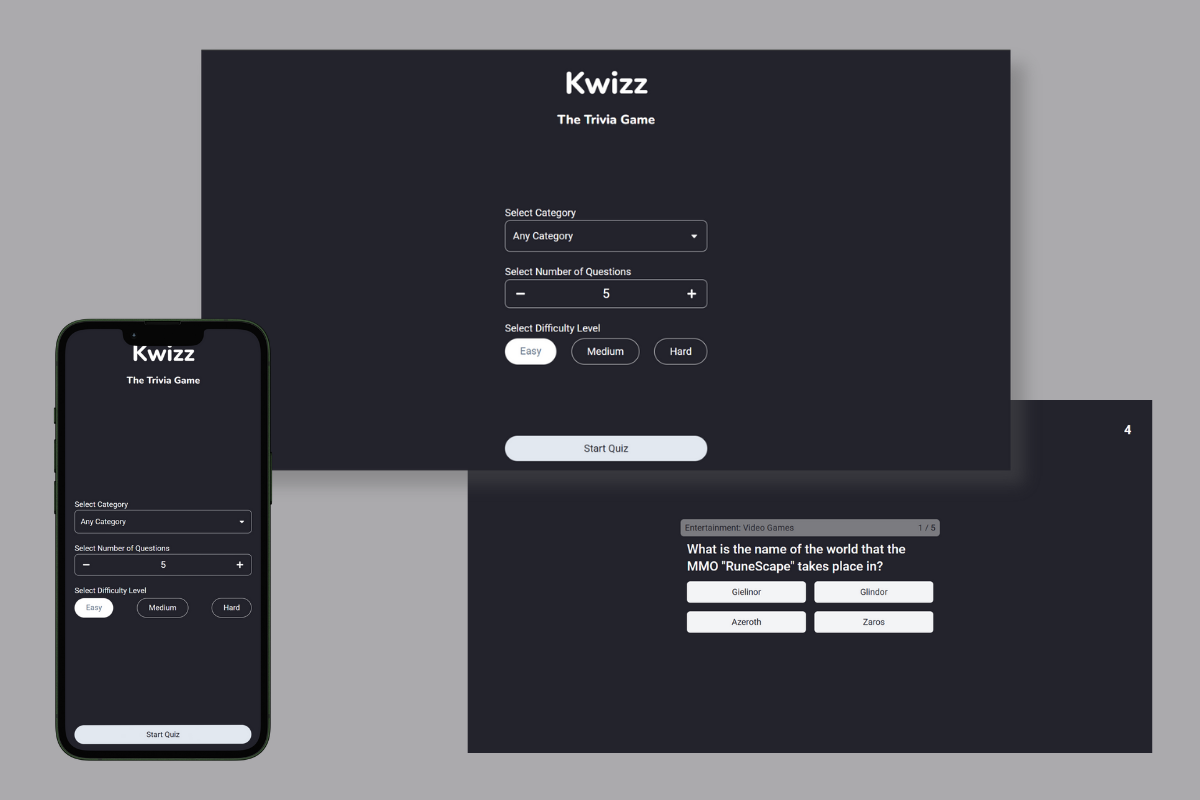 Kwizz
The Trivia Game
Select Category
Any Category
Select Number of Questions
− 5 +
Select Difficulty Level
Easy Medium Hard
Start Quiz
Kwizz
The Trivia Game
Select Category
Any Category
Select Number of Questions
− 5 +
Select Difficulty Level
Easy Medium Hard
Start Quiz
4
Entertainment: Video Games 1 / 5
What is the name of the world that the
MMO "RuneScape" takes place in?
Gielinor Glindor
Azeroth Zaros